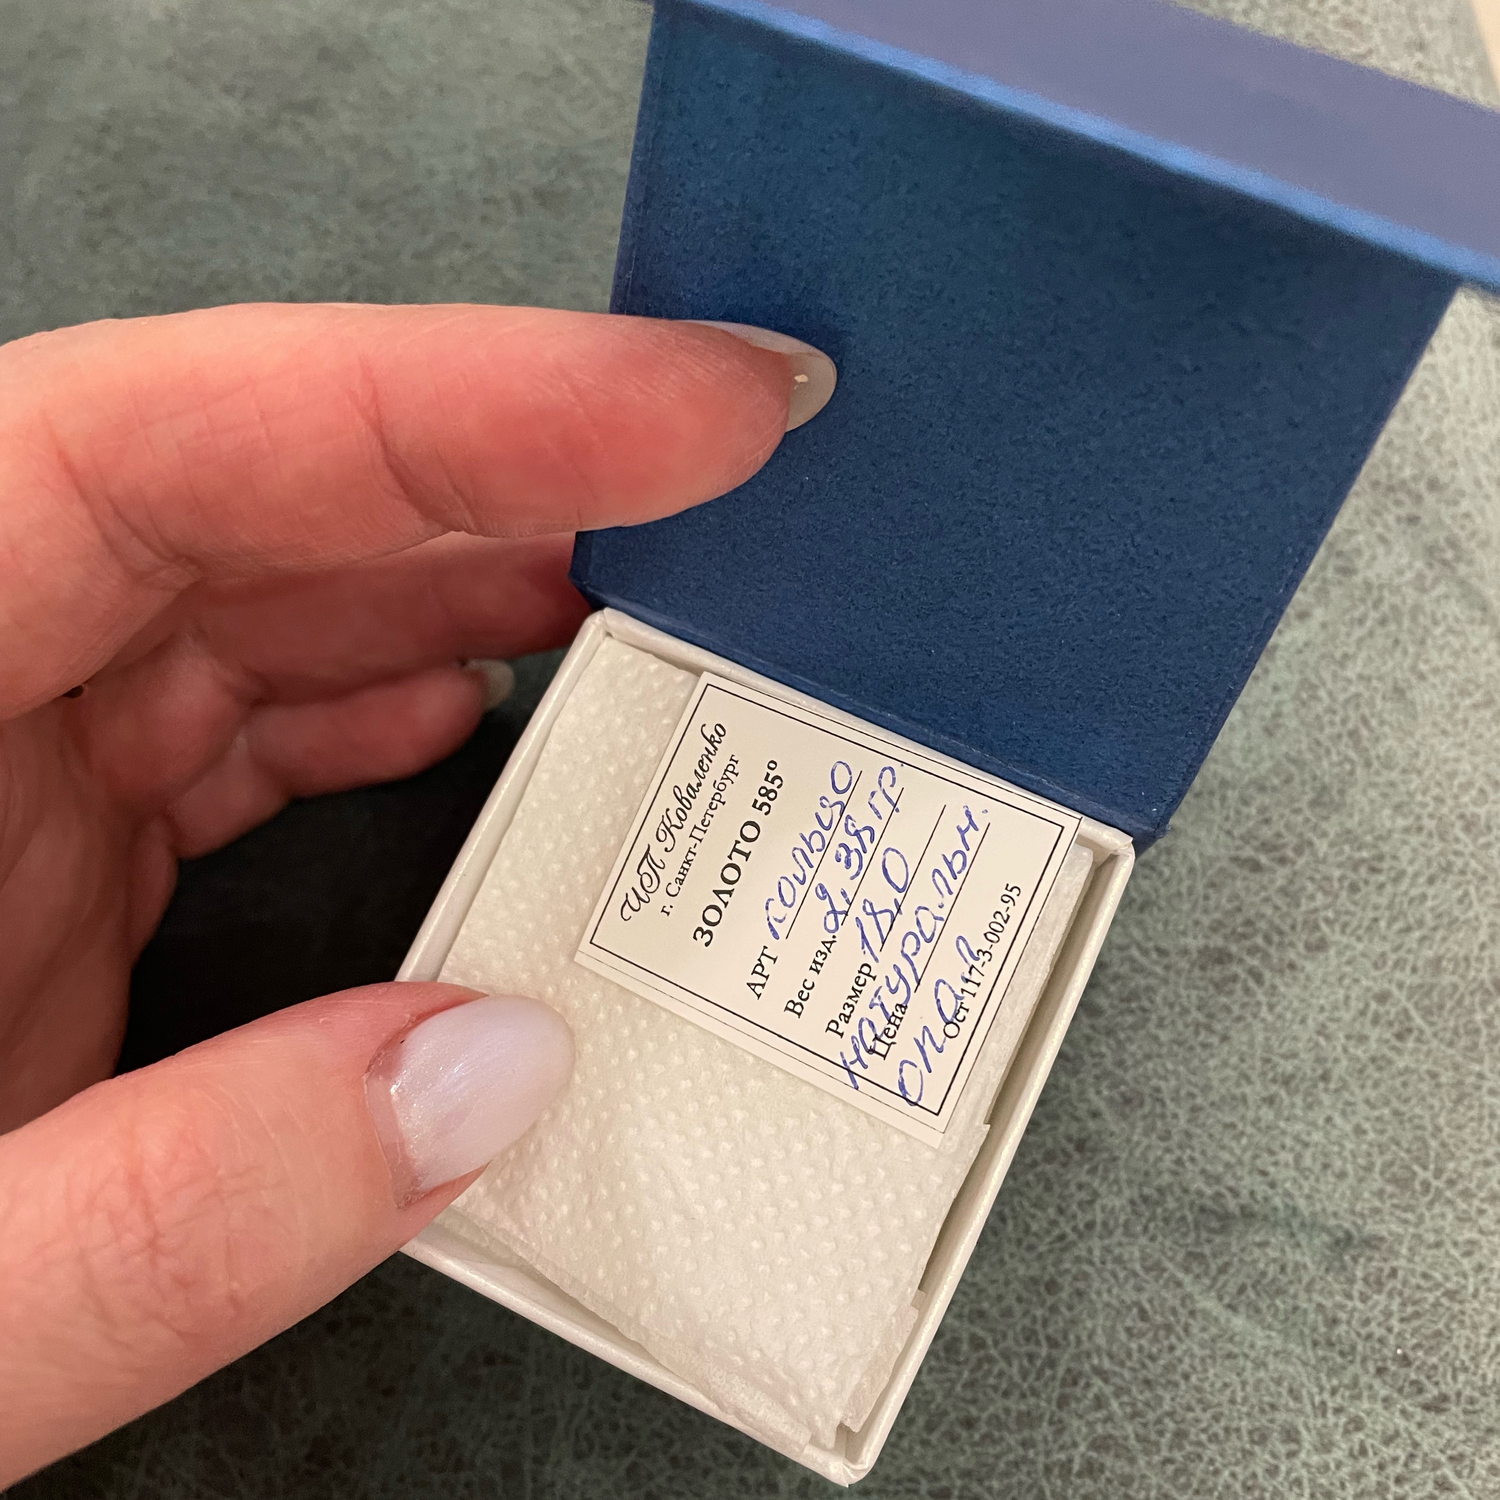 ЧП Коваленко
г. Санкт-Петербург
ЗОЛОТО 585°
АРТ кольцо
Вес изд. 2,38 гр.
Размер 18,0
Цена натуральн.
опал
Ост 117-3-002-95